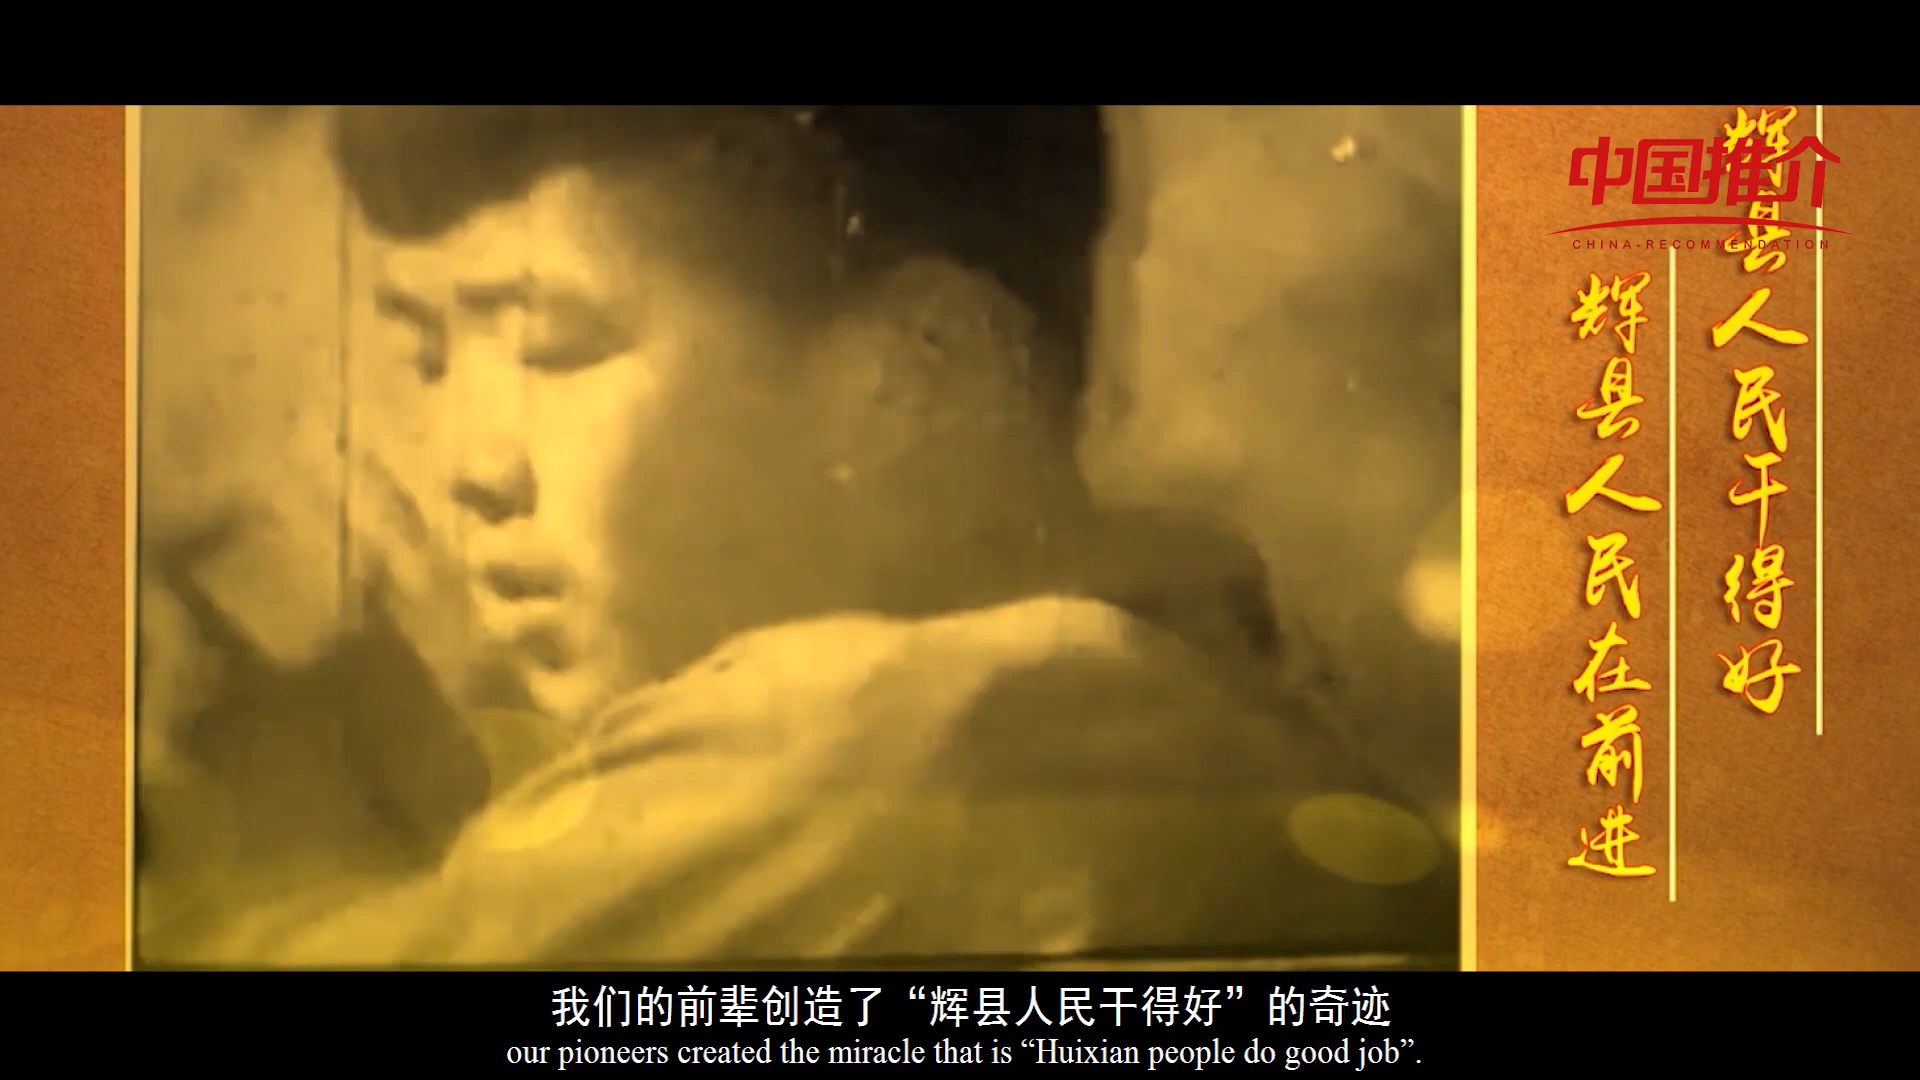 中国推介
CHINA-RECOMMENDATION
辉县人民干得好
辉县人民在前进
我们的前辈创造了“辉县人民干得好”的奇迹
our pioneers created the miracle that is “Huixian people do good job”.